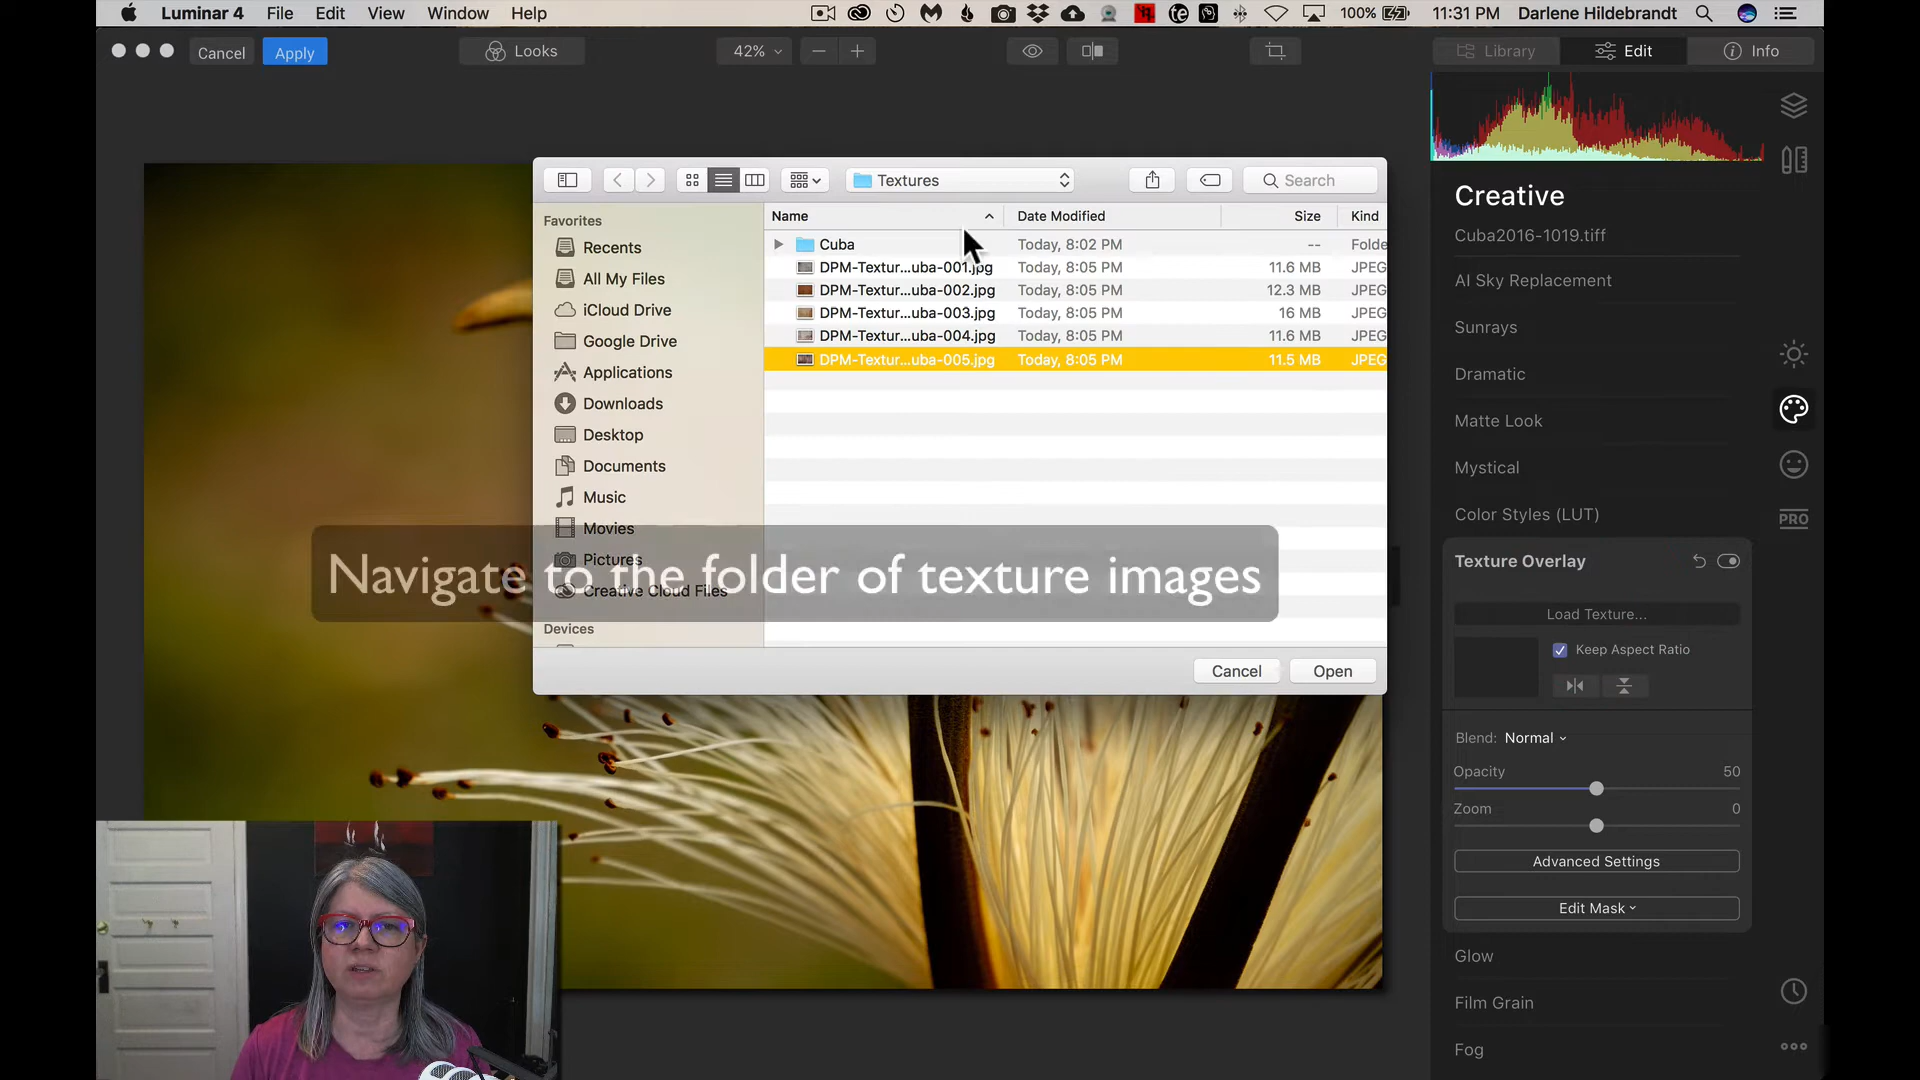 Luminar 4 File Edit View Window Help 100% 11:31 PM Darlene Hildebrandt
Cancel Apply Looks 42% Library Edit Info
Textures Search
Favorites
Recents
All My Files
iCloud Drive
Google Drive
Applications
Downloads
Desktop
Documents
Music
Movies
Pictures
Creative Cloud Files
Devices
Name Date Modified Size Kind
Cuba Today, 8:02 PM -- Folde
DPM-Textur...uba-001.jpg Today, 8:05 PM 11.6 MB JPEG
DPM-Textur...uba-002.jpg Today, 8:05 PM 12.3 MB JPEG
DPM-Textur...uba-003.jpg Today, 8:05 PM 16 MB JPEG
DPM-Textur...uba-004.jpg Today, 8:05 PM 11.6 MB JPEG
DPM-Textur...uba-005.jpg Today, 8:05 PM 11.5 MB JPEG
Navigate to the folder of texture images
Cancel Open
Creative
Cuba2016-1019.tiff
AI Sky Replacement
Sunrays
Dramatic
Matte Look
Mystical
Color Styles (LUT)
Texture Overlay
Load Texture...
Keep Aspect Ratio
Blend: Normal
Opacity 50
Zoom 0
Advanced Settings
Edit Mask
Glow
Film Grain
Fog
PRO
te